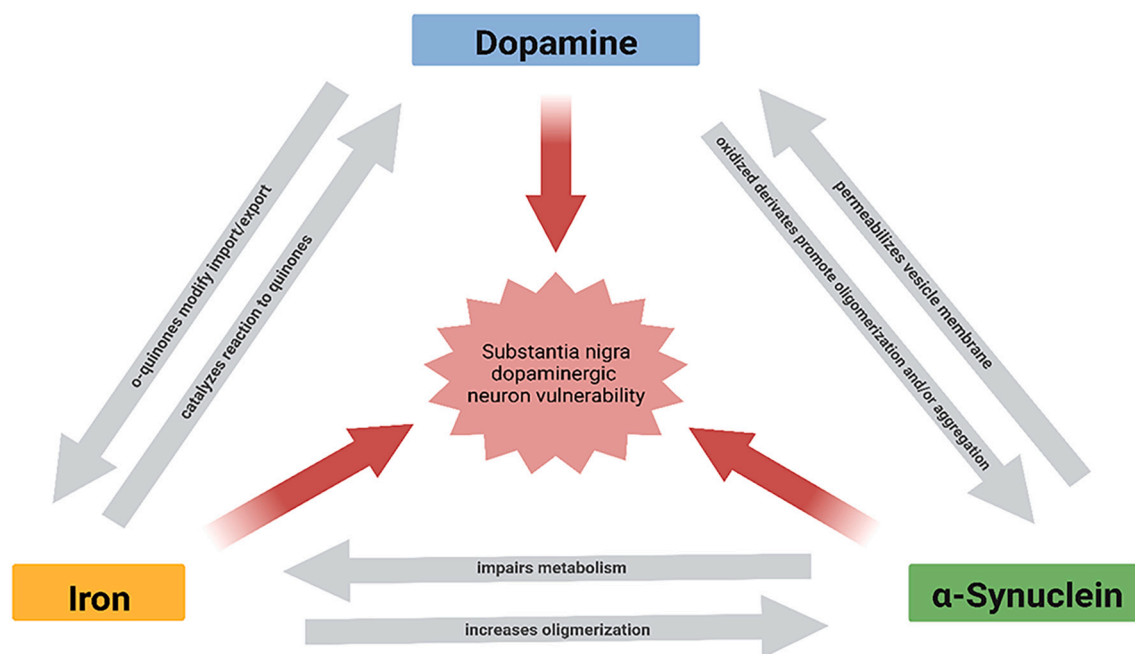 Dopamine
o-quinones modify import/export
catalyzes reaction to quinones
oxidized derivates promote oligomerization and/or aggregation
permeabilizes vesicle membrane
Substantia nigra
dopaminergic
neuron vulnerability
impairs metabolism
Iron
α-Synuclein
increases oligmerization